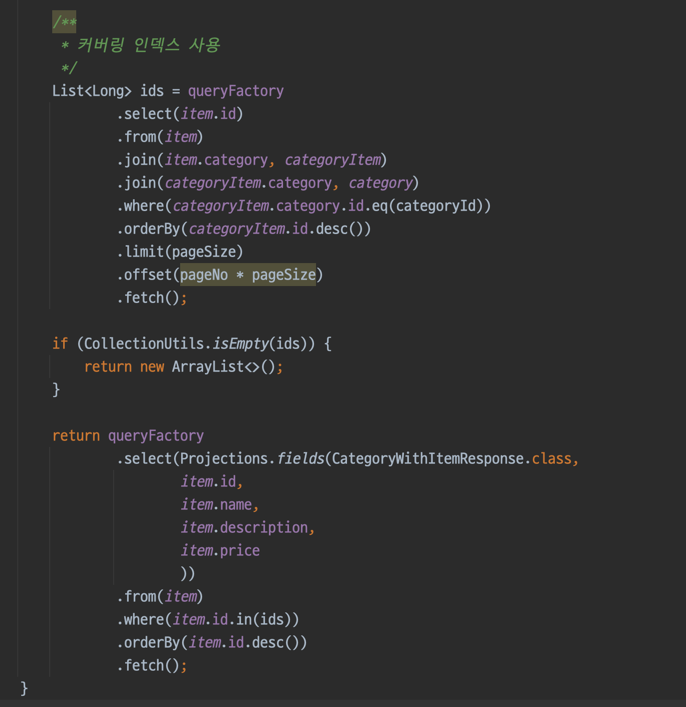 /**
 * 커버링 인덱스 사용
 */
List<Long> ids = queryFactory
        .select(item.id)
        .from(item)
        .join(item.category, categoryItem)
        .join(categoryItem.category, category)
        .where(categoryItem.category.id.eq(categoryId))
        .orderBy(categoryItem.id.desc())
        .limit(pageSize)
        .offset(pageNo * pageSize)
        .fetch();

if (CollectionUtils.isEmpty(ids)) {
    return new ArrayList<>();
}

return queryFactory
        .select(Projections.fields(CategoryWithItemResponse.class,
                item.id,
                item.name,
                item.description,
                item.price
                ))
        .from(item)
        .where(item.id.in(ids))
        .orderBy(item.id.desc())
        .fetch();
}